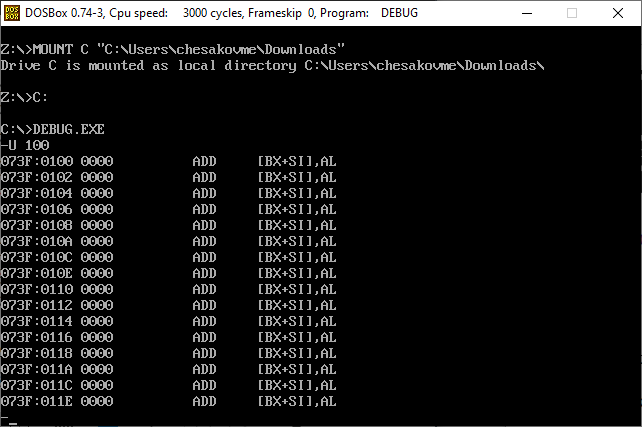 DOS BOX DOSBox 0.74-3, Cpu speed: 3000 cycles, Frameskip 0, Program: DEBUG
Z:\>MOUNT C "C:\Users\chesakovme\Downloads"
Drive C is mounted as local directory C:\Users\chesakovme\Downloads\
Z:\>C:
C:\>DEBUG.EXE
-U 100
073F:0100 0000 ADD [BX+SI],AL
073F:0102 0000 ADD [BX+SI],AL
073F:0104 0000 ADD [BX+SI],AL
073F:0106 0000 ADD [BX+SI],AL
073F:0108 0000 ADD [BX+SI],AL
073F:010A 0000 ADD [BX+SI],AL
073F:010C 0000 ADD [BX+SI],AL
073F:010E 0000 ADD [BX+SI],AL
073F:0110 0000 ADD [BX+SI],AL
073F:0112 0000 ADD [BX+SI],AL
073F:0114 0000 ADD [BX+SI],AL
073F:0116 0000 ADD [BX+SI],AL
073F:0118 0000 ADD [BX+SI],AL
073F:011A 0000 ADD [BX+SI],AL
073F:011C 0000 ADD [BX+SI],AL
073F:011E 0000 ADD [BX+SI],AL
-_